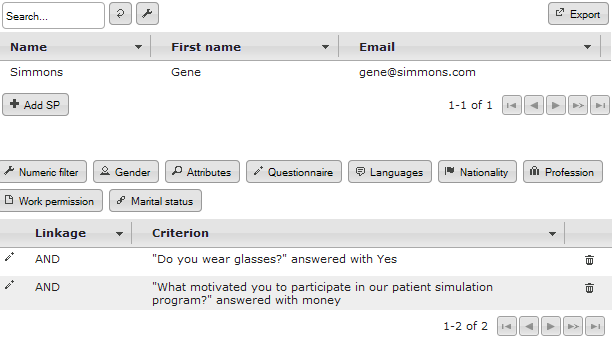 Search...
Export
Name First name Email
Simmons Gene gene@simmons.com
Add SP
1-1 of 1
Numeric filter Gender Attributes Questionnaire Languages Nationality Profession
Work permission Marital status
Linkage Criterion
AND "Do you wear glasses?" answered with Yes
AND "What motivated you to participate in our patient simulation
program?" answered with money
1-2 of 2